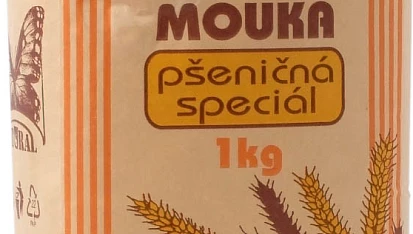 MOUKA
pšeničná
speciál
1kg